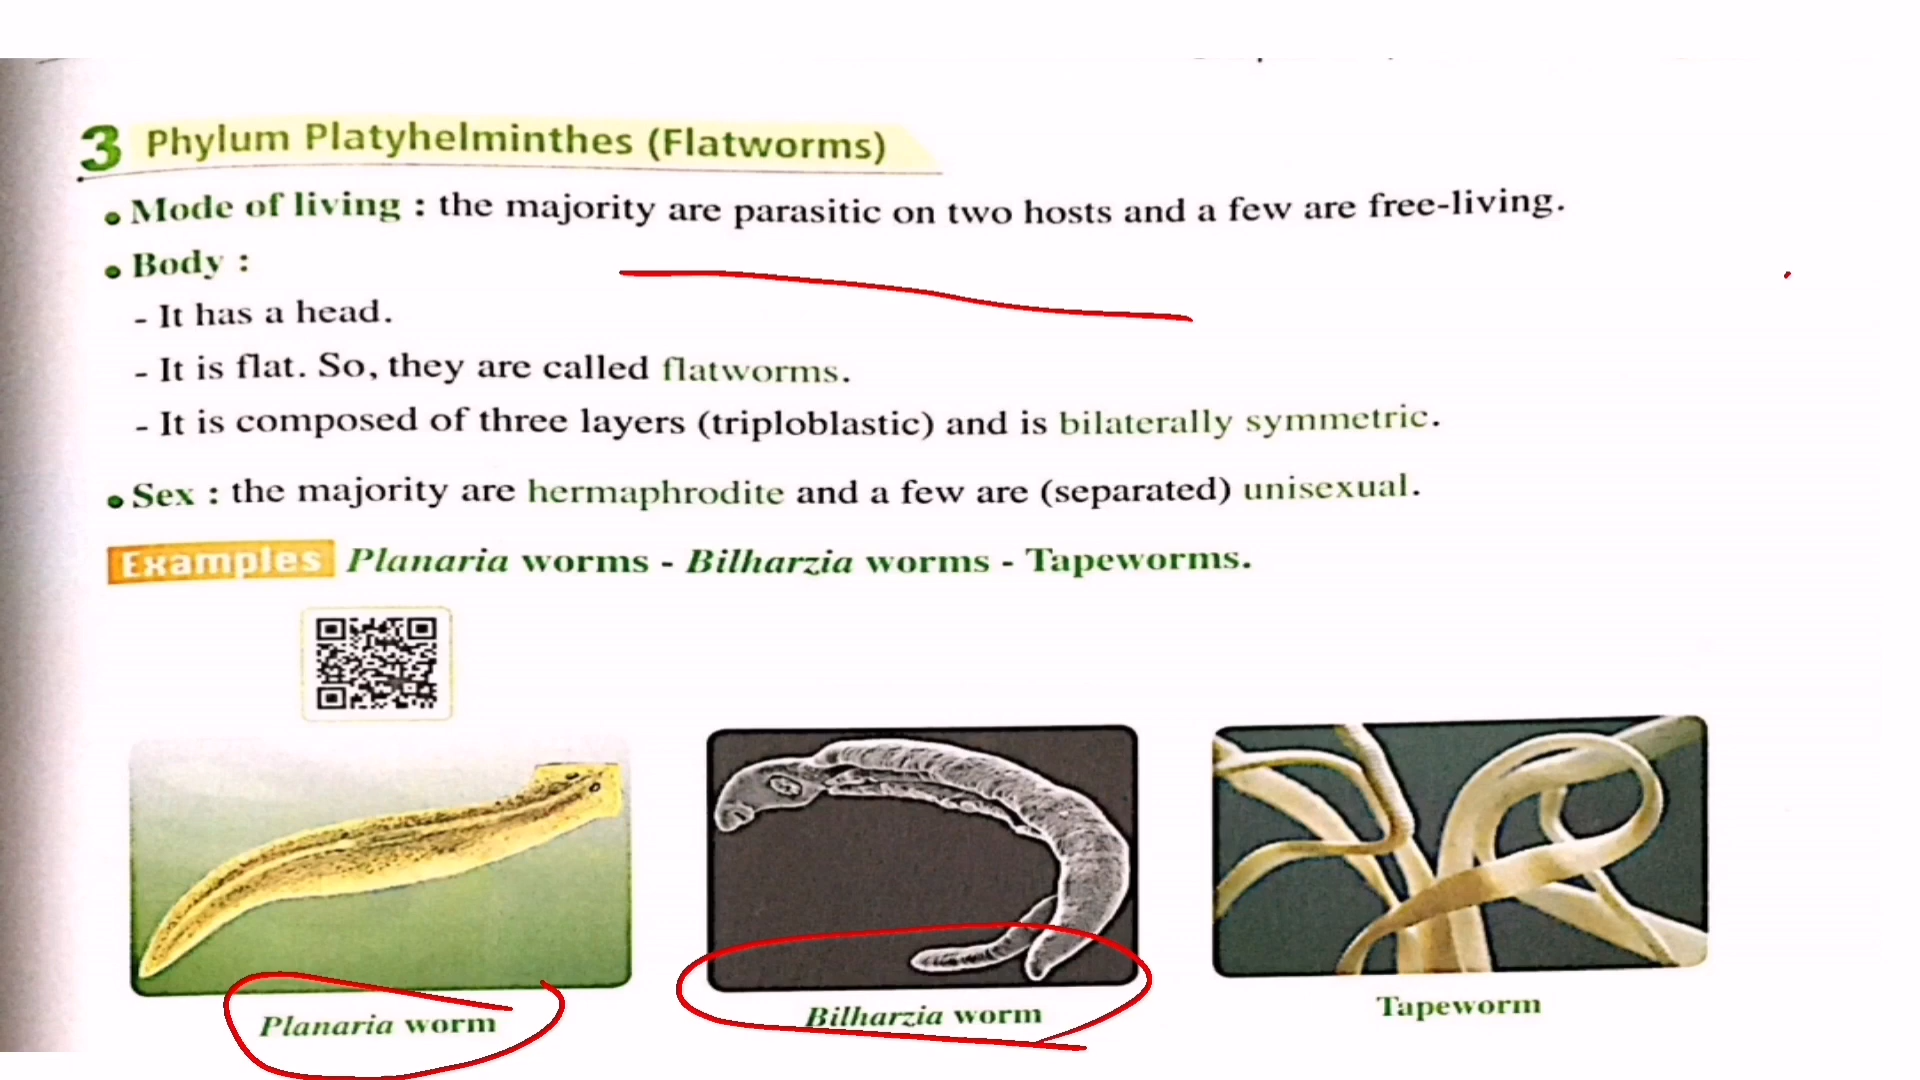 3 Phylum Platyhelminthes (Flatworms)
• Mode of living : the majority are parasitic on two hosts and a few are free-living.
• Body :
- It has a head.
- It is flat. So, they are called flatworms.
- It is composed of three layers (triploblastic) and is bilaterally symmetric.
• Sex : the majority are hermaphrodite and a few are (separated) unisexual.
Examples Planaria worms - Bilharzia worms - Tapeworms.
Planaria worm
Bilharzia worm
Tapeworm